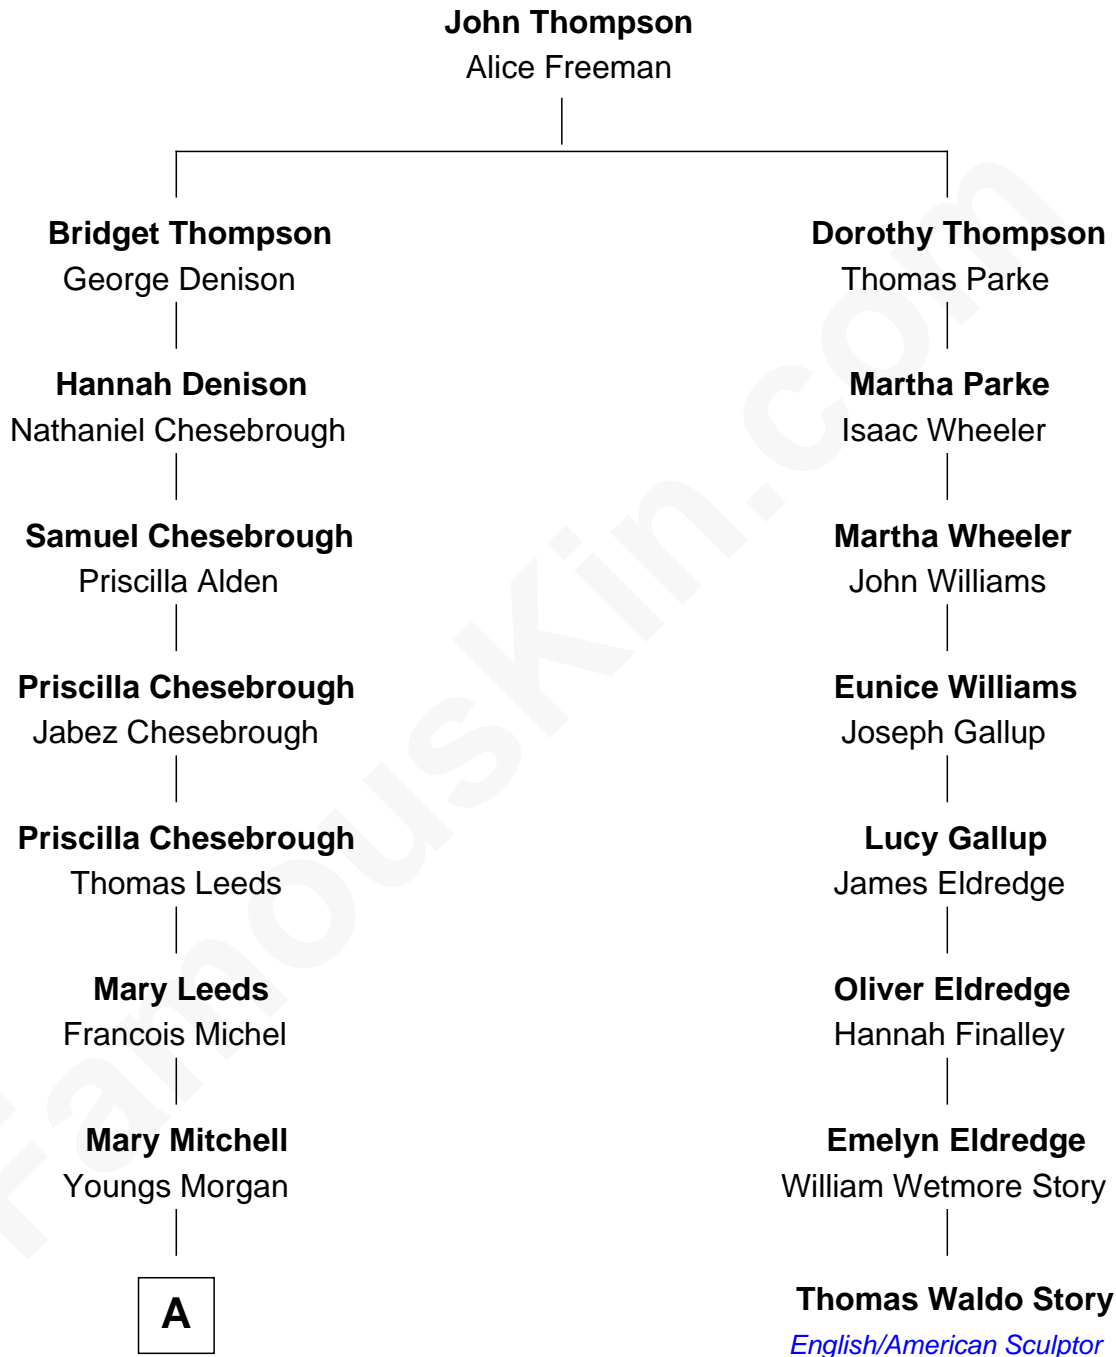 John Thompson
Alice Freeman
Bridget Thompson
George Denison
Dorothy Thompson
Thomas Parke
Hannah Denison
Nathaniel Chesebrough
Martha Parke
Isaac Wheeler
Samuel Chesebrough
Priscilla Alden
Martha Wheeler
John Williams
Priscilla Chesebrough
Jabez Chesebrough
Eunice Williams
Joseph Gallup
Priscilla Chesebrough
Thomas Leeds
Lucy Gallup
James Eldredge
Mary Leeds
Francois Michel
Oliver Eldredge
Hannah Finalley
Mary Mitchell
Youngs Morgan
Emelyn Eldredge
William Wetmore Story
A
Thomas Waldo Story
English/American Sculptor
FamousKin.com